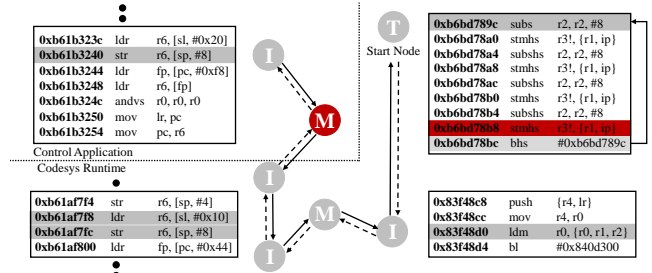 0xb61b323c ldr r6, [sl, #0x20]
0xb61b3240 str r6, [sp, #8]
0xb61b3244 ldr fp, [pc, #0xf8]
0xb61b3248 ldr r6, [fp]
0xb61b324c andvs r0, r0, r0
0xb61b3250 mov lr, pc
0xb61b3254 mov pc, r6
Control Application
Codesys Runtime
0xb61af7f4 str r6, [sp, #4]
0xb61af7f8 ldr r6, [sl, #0x10]
0xb61af7fc str r6, [sp, #8]
0xb61af800 ldr fp, [pc, #0x44]
I
M
I
I
M
I
T
Start Node
0xb6bd789c subs r2, r2, #8
0xb6bd78a0 stmhs r3!, {r1, ip}
0xb6bd78a4 subshs r2, r2, #8
0xb6bd78a8 stmhs r3!, {r1, ip}
0xb6bd78ac subshs r2, r2, #8
0xb6bd78b0 stmhs r3!, {r1, ip}
0xb6bd78b4 subshs r2, r2, #8
0xb6bd78b8 stmhs r3!, {r1, ip}
0xb6bd78bc bhs #0xb6bd789c
0x83f48c8 push {r4, lr}
0x83f48cc mov r4, r0
0x83f48d0 ldm r0, {r0, r1, r2}
0x83f48d4 bl #0x840d300